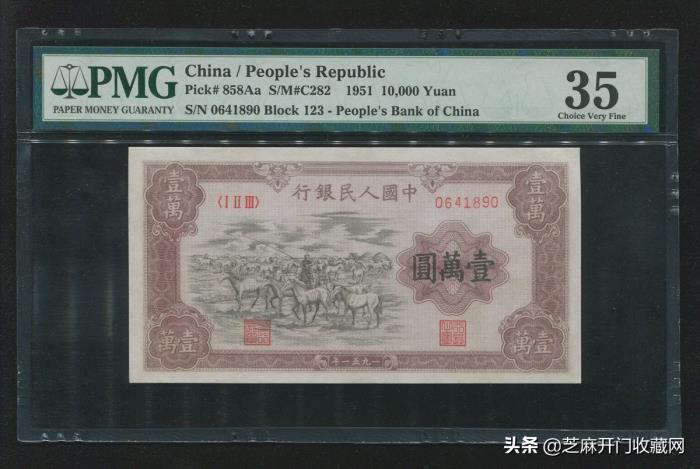 PMG
PAPER MONEY GUARANTY
China / People's Republic
Pick# 858Aa S/M#C282 1951 10,000 Yuan
S/N 0641890 Block 123 - People's Bank of China
35
Choice Very Fine
壹萬
行銀民人國中
壹萬
〈I II III〉
0641890
圓萬壹
萬壹
年一五九一
萬壹
头条 @芝麻开门收藏网